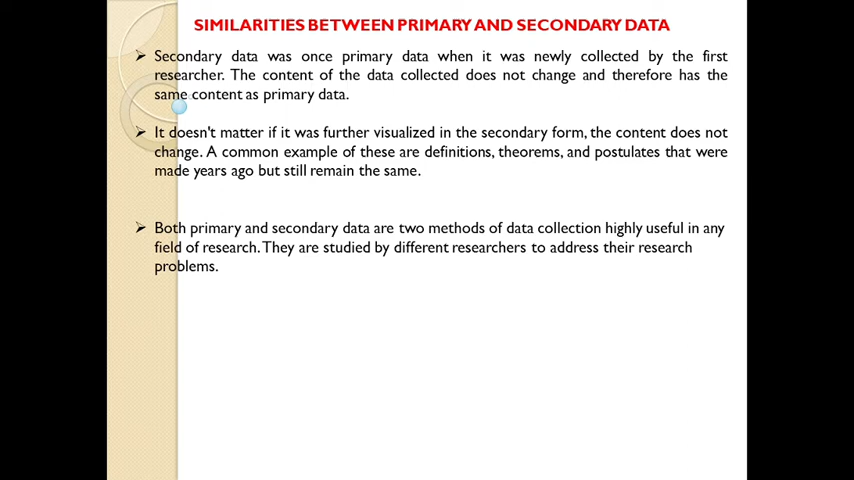 SIMILARITIES BETWEEN PRIMARY AND SECONDARY DATA
Secondary data was once primary data when it was newly collected by the first
researcher. The content of the data collected does not change and therefore has the
same content as primary data.
It doesn't matter if it was further visualized in the secondary form, the content does not
change. A common example of these are definitions, theorems, and postulates that were
made years ago but still remain the same.
Both primary and secondary data are two methods of data collection highly useful in any
field of research. They are studied by different researchers to address their research
problems.